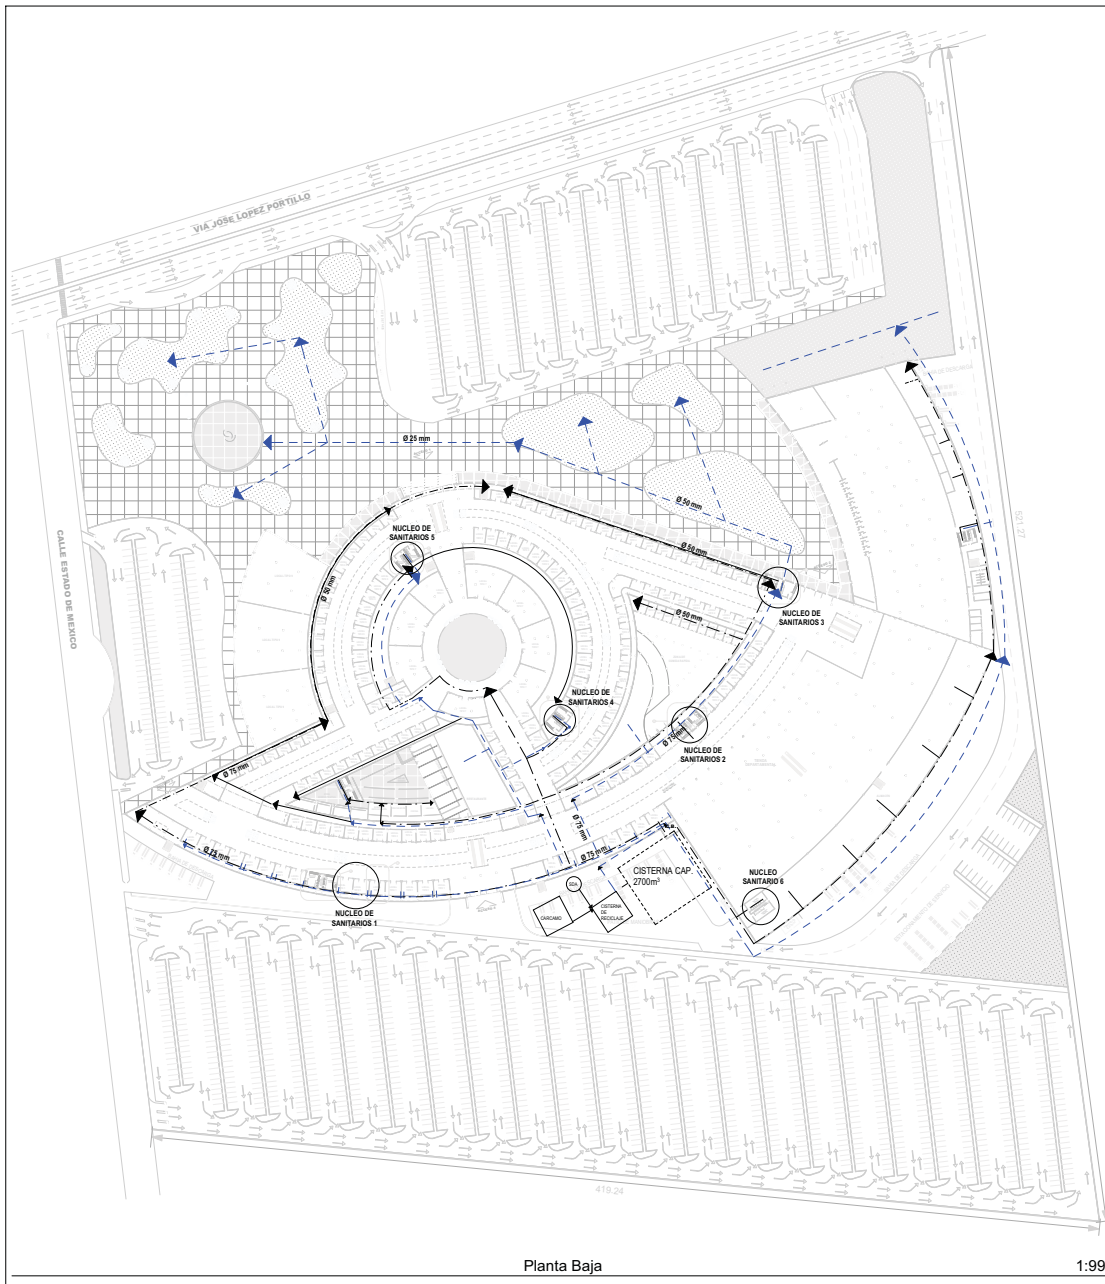 VIA JOSE LOPEZ PORTILLO
CALLE ESTADO DE MEXICO
521.27
419.24
Ø 25 mm
Ø 50 mm
Ø 50 mm
Ø 50 mm
Ø 50 mm
NUCLEO DE
SANITARIOS 5
NUCLEO DE
SANITARIOS 3
NUCLEO DE
SANITARIOS 4
NUCLEO DE
SANITARIOS 2
Ø 75 mm
Ø 75 mm
Ø 75 mm
Ø 75 mm
Ø 75 mm
NUCLEO DE
SANITARIOS 1
CISTERNA CAP.
2700m³
CISTERNA
DE
RECICLAJE
CARCAMO
NUCLEO
SANITARIO 6
Planta Baja
1:99